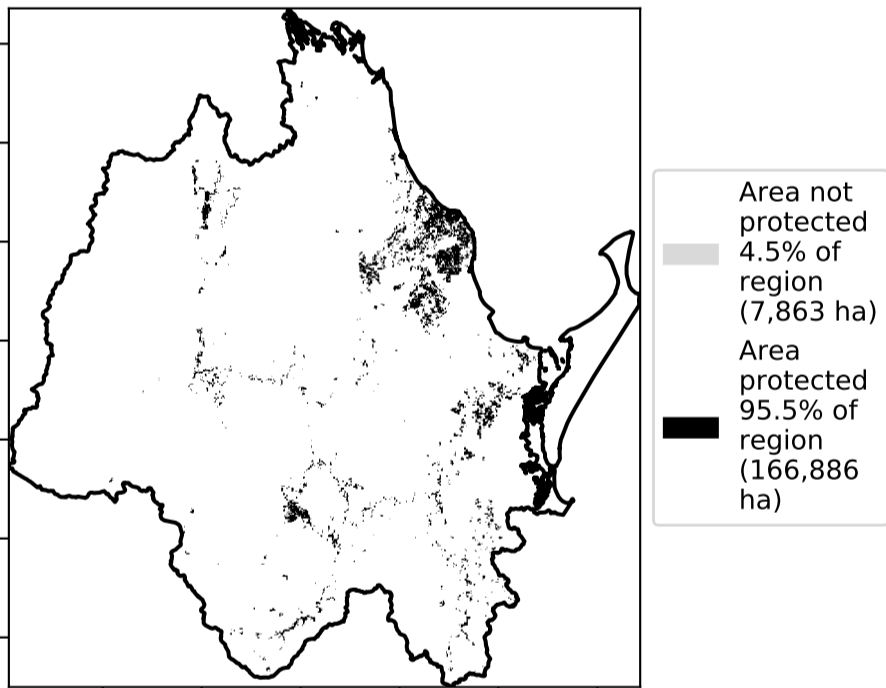 Area not
protected
4.5% of
region
(7,863 ha)
Area
protected
95.5% of
region
(166,886
ha)